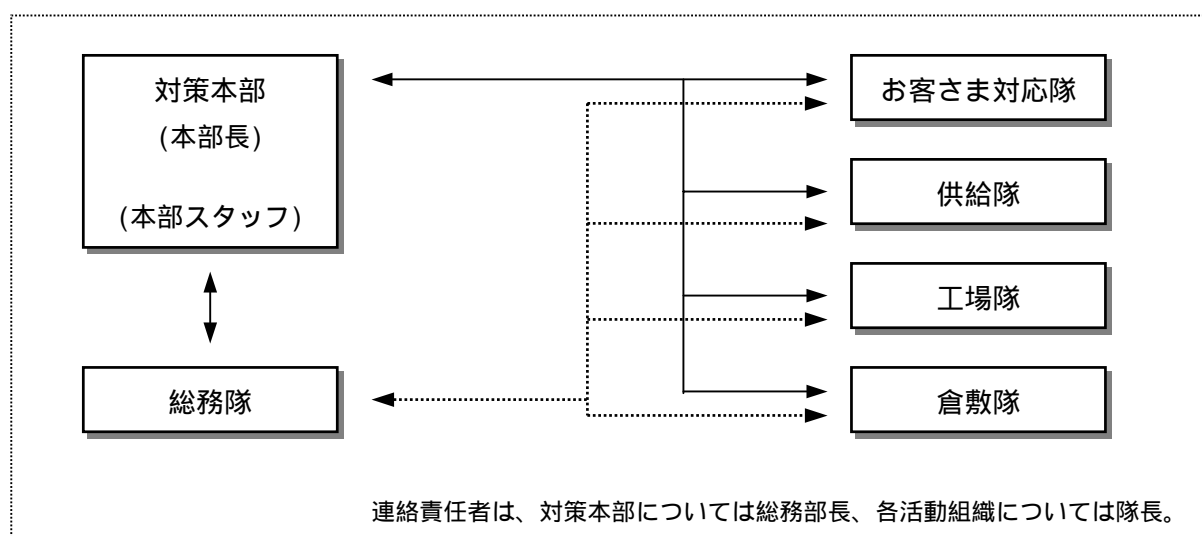 対策本部
(本部長)
(本部スタッフ)
総務隊
お客さま対応隊
供給隊
工場隊
倉敷隊
連絡責任者は、対策本部については総務部長、各活動組織については隊長。